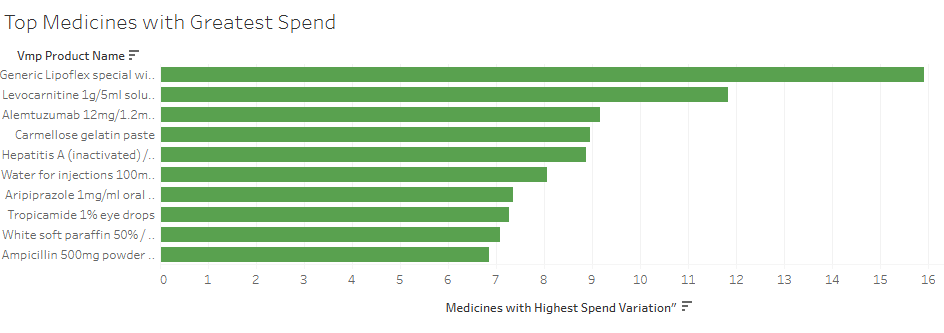 Top Medicines with Greatest Spend
Vmp Product Name
Generic Lipoflex special wi..
Levocarnitine 1g/5ml solu..
Alemtuzumab 12mg/1.2m..
Carmellose gelatin paste
Hepatitis A (inactivated) /..
Water for injections 100m..
Aripiprazole 1mg/ml oral ..
Tropicamide 1% eye drops
White soft paraffin 50% / ..
Ampicillin 500mg powder ..
0 1 2 3 4 5 6 7 8 9 10 11 12 13 14 15 16
Medicines with Highest Spend Variation"